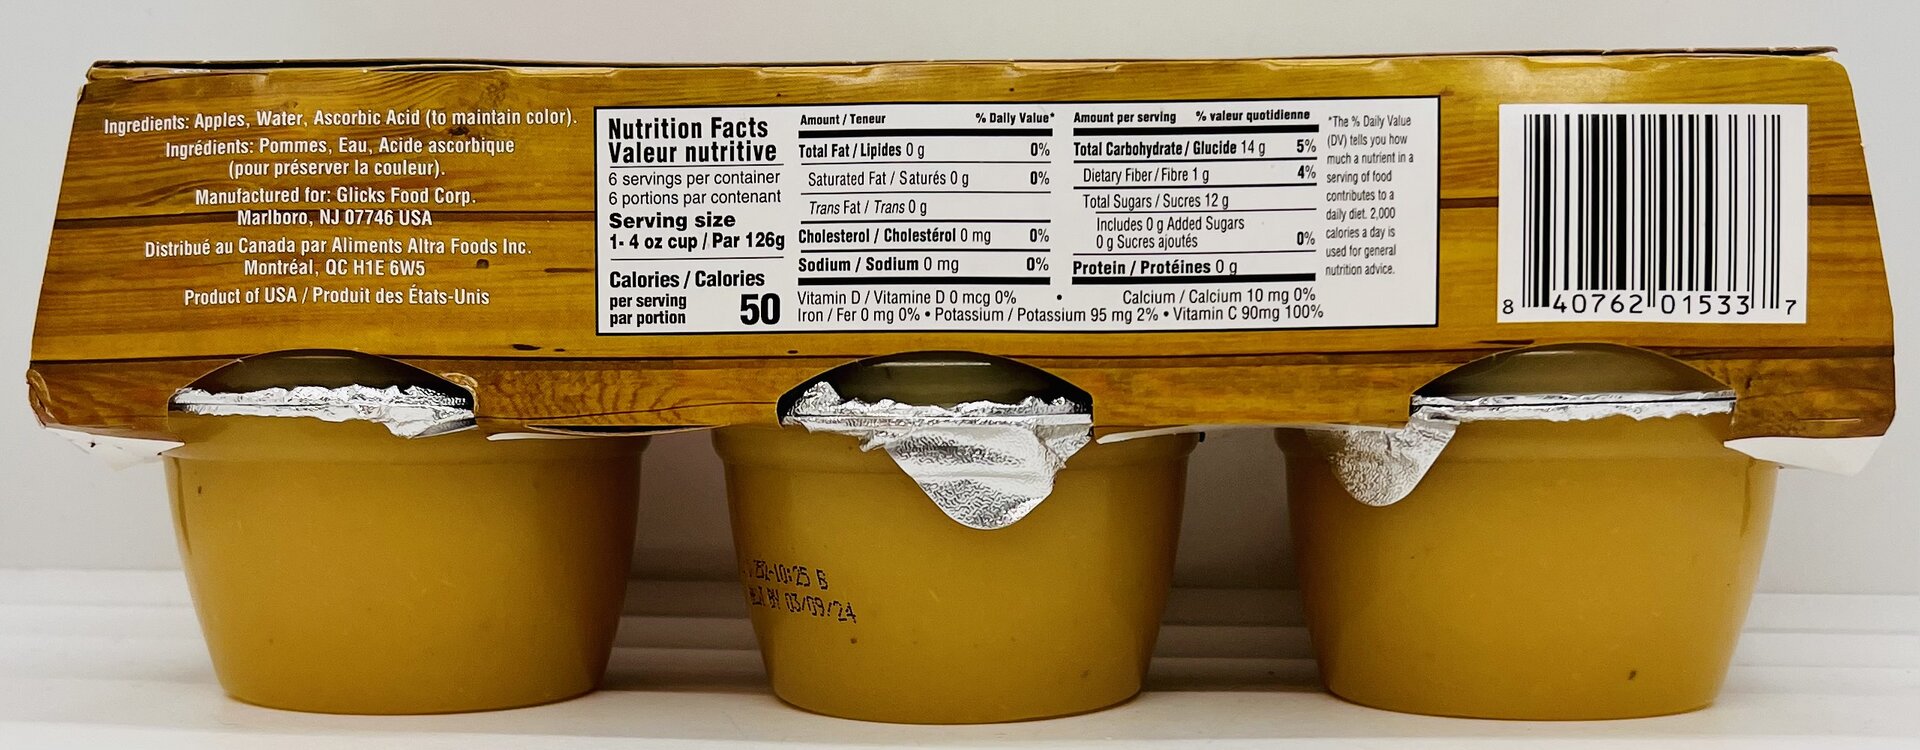 Ingredients: Apples, Water, Ascorbic Acid (to maintain color).
Ingrédients: Pommes, Eau, Acide ascorbique
(pour préserver la couleur).
Manufactured for: Glicks Food Corp.
Marlboro, NJ 07746 USA
Distribué au Canada par Aliments Altra Foods Inc.
Montréal, QC H1E 6W5
Product of USA / Produit des États-Unis
Nutrition Facts
Valeur nutritive
6 servings per container
6 portions par contenant
Serving size
1- 4 oz cup / Par 126g
Calories / Calories
per serving
par portion 50
Amount / Teneur % Daily Value*
Total Fat / Lipides 0 g 0%
Saturated Fat / Saturés 0 g 0%
Trans Fat / Trans 0 g
Cholesterol / Cholestérol 0 mg 0%
Sodium / Sodium 0 mg 0%
Amount per serving % valeur quotidienne
Total Carbohydrate / Glucide 14 g 5%
Dietary Fiber / Fibre 1 g 4%
Total Sugars / Sucres 12 g
Includes 0 g Added Sugars
0 g Sucres ajoutés 0%
Protein / Protéines 0 g
Vitamin D / Vitamine D 0 mcg 0% • Calcium / Calcium 10 mg 0%
Iron / Fer 0 mg 0% • Potassium / Potassium 95 mg 2% • Vitamin C 90mg 100%
*The % Daily Value
(DV) tells you how
much a nutrient in a
serving of food
contributes to a
daily diet. 2,000
calories a day is
used for general
nutrition advice.
8 40762 01533 7
10:25 B
BY 03/09/24